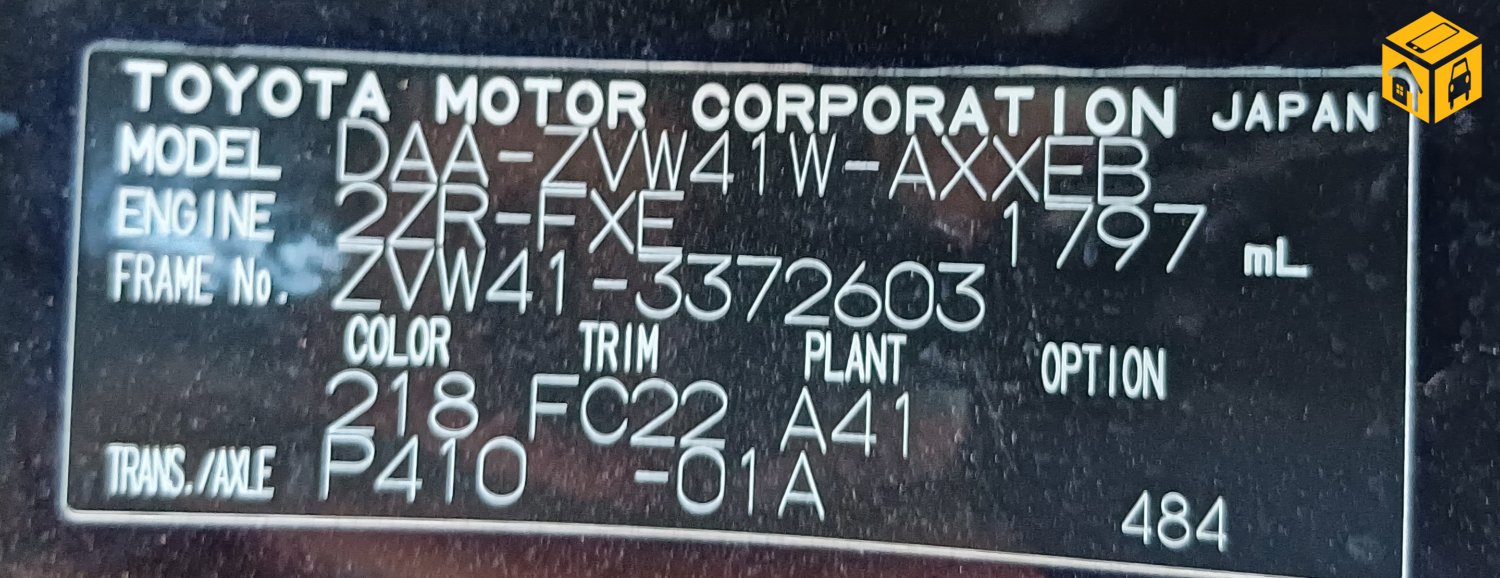 TOYOTA MOTOR CORPORATION JAPAN
MODEL DAA-ZVW41W-AXXEB
ENGINE 2ZR-FXE 1797 mL
FRAME No. ZVW41-3372603
COLOR TRIM PLANT OPTION
218 FC22 A41
TRANS./AXLE P410 -01A
484